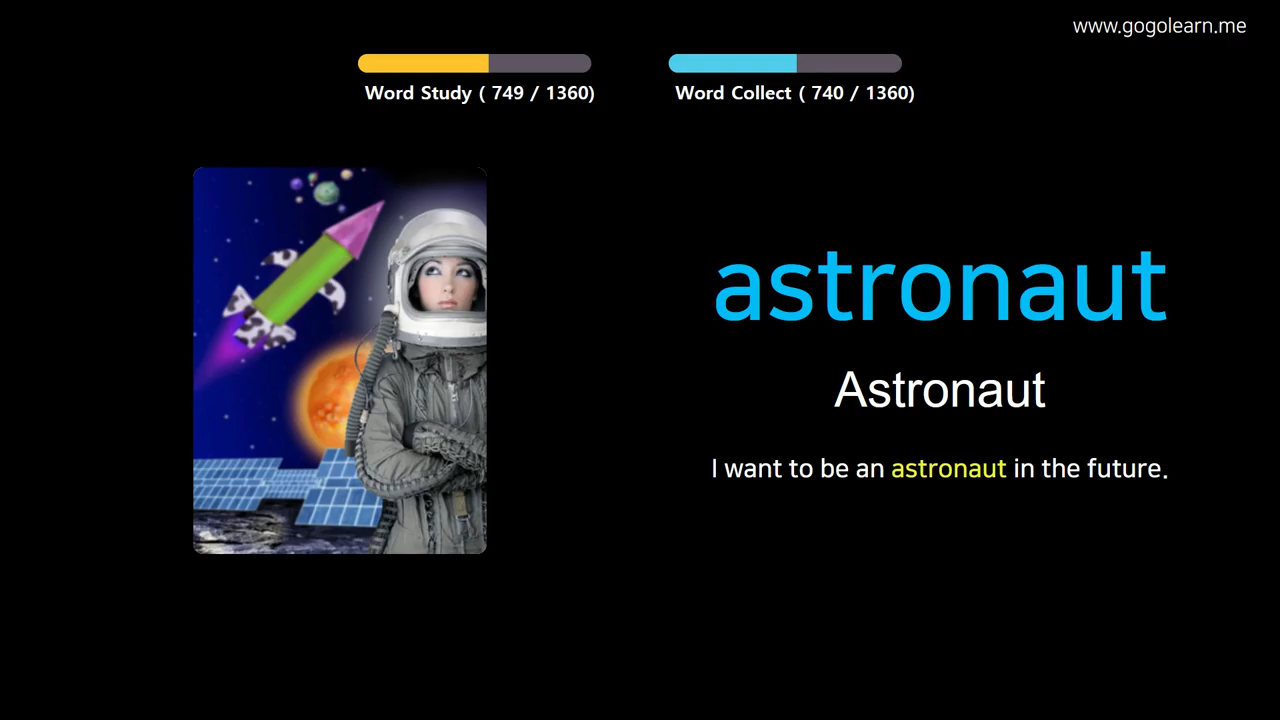 www.gogolearn.me
Word Study ( 749 / 1360)
Word Collect ( 740 / 1360)
astronaut
Astronaut
I want to be an astronaut in the future.